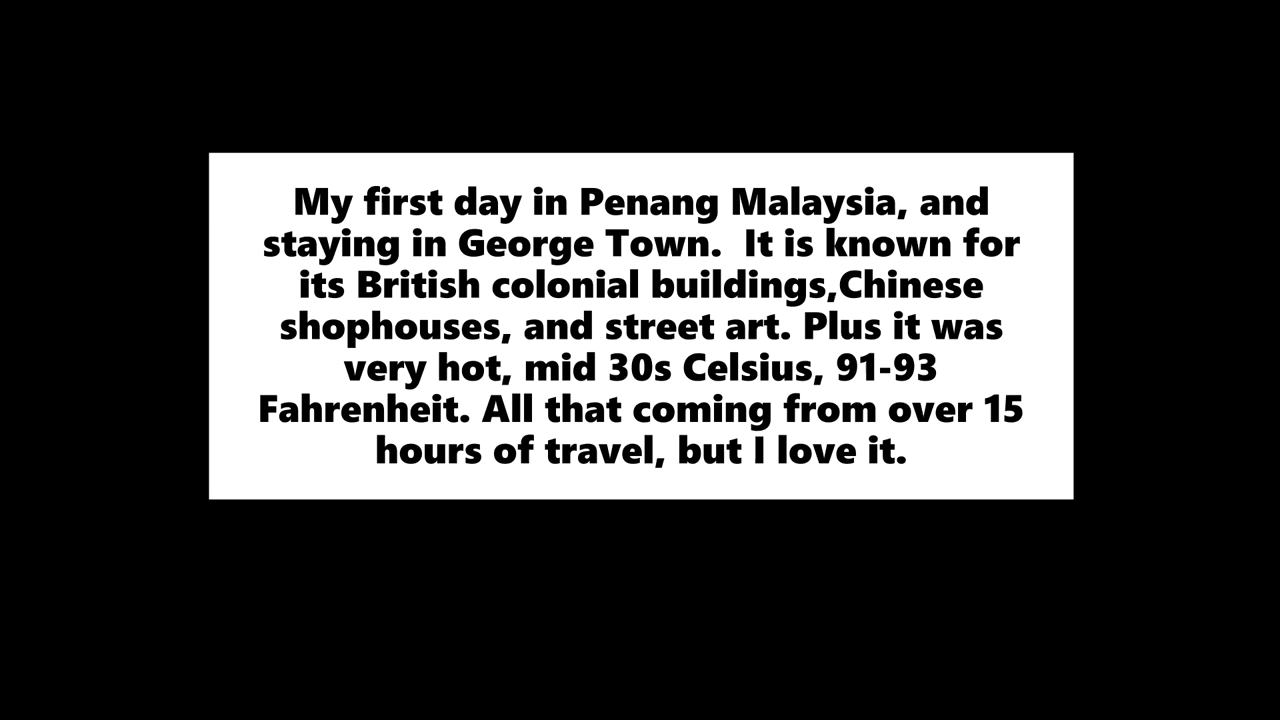 My first day in Penang Malaysia, and
staying in George Town.  It is known for
its British colonial buildings,Chinese
shophouses, and street art. Plus it was
very hot, mid 30s Celsius, 91-93
Fahrenheit. All that coming from over 15
hours of travel, but I love it.